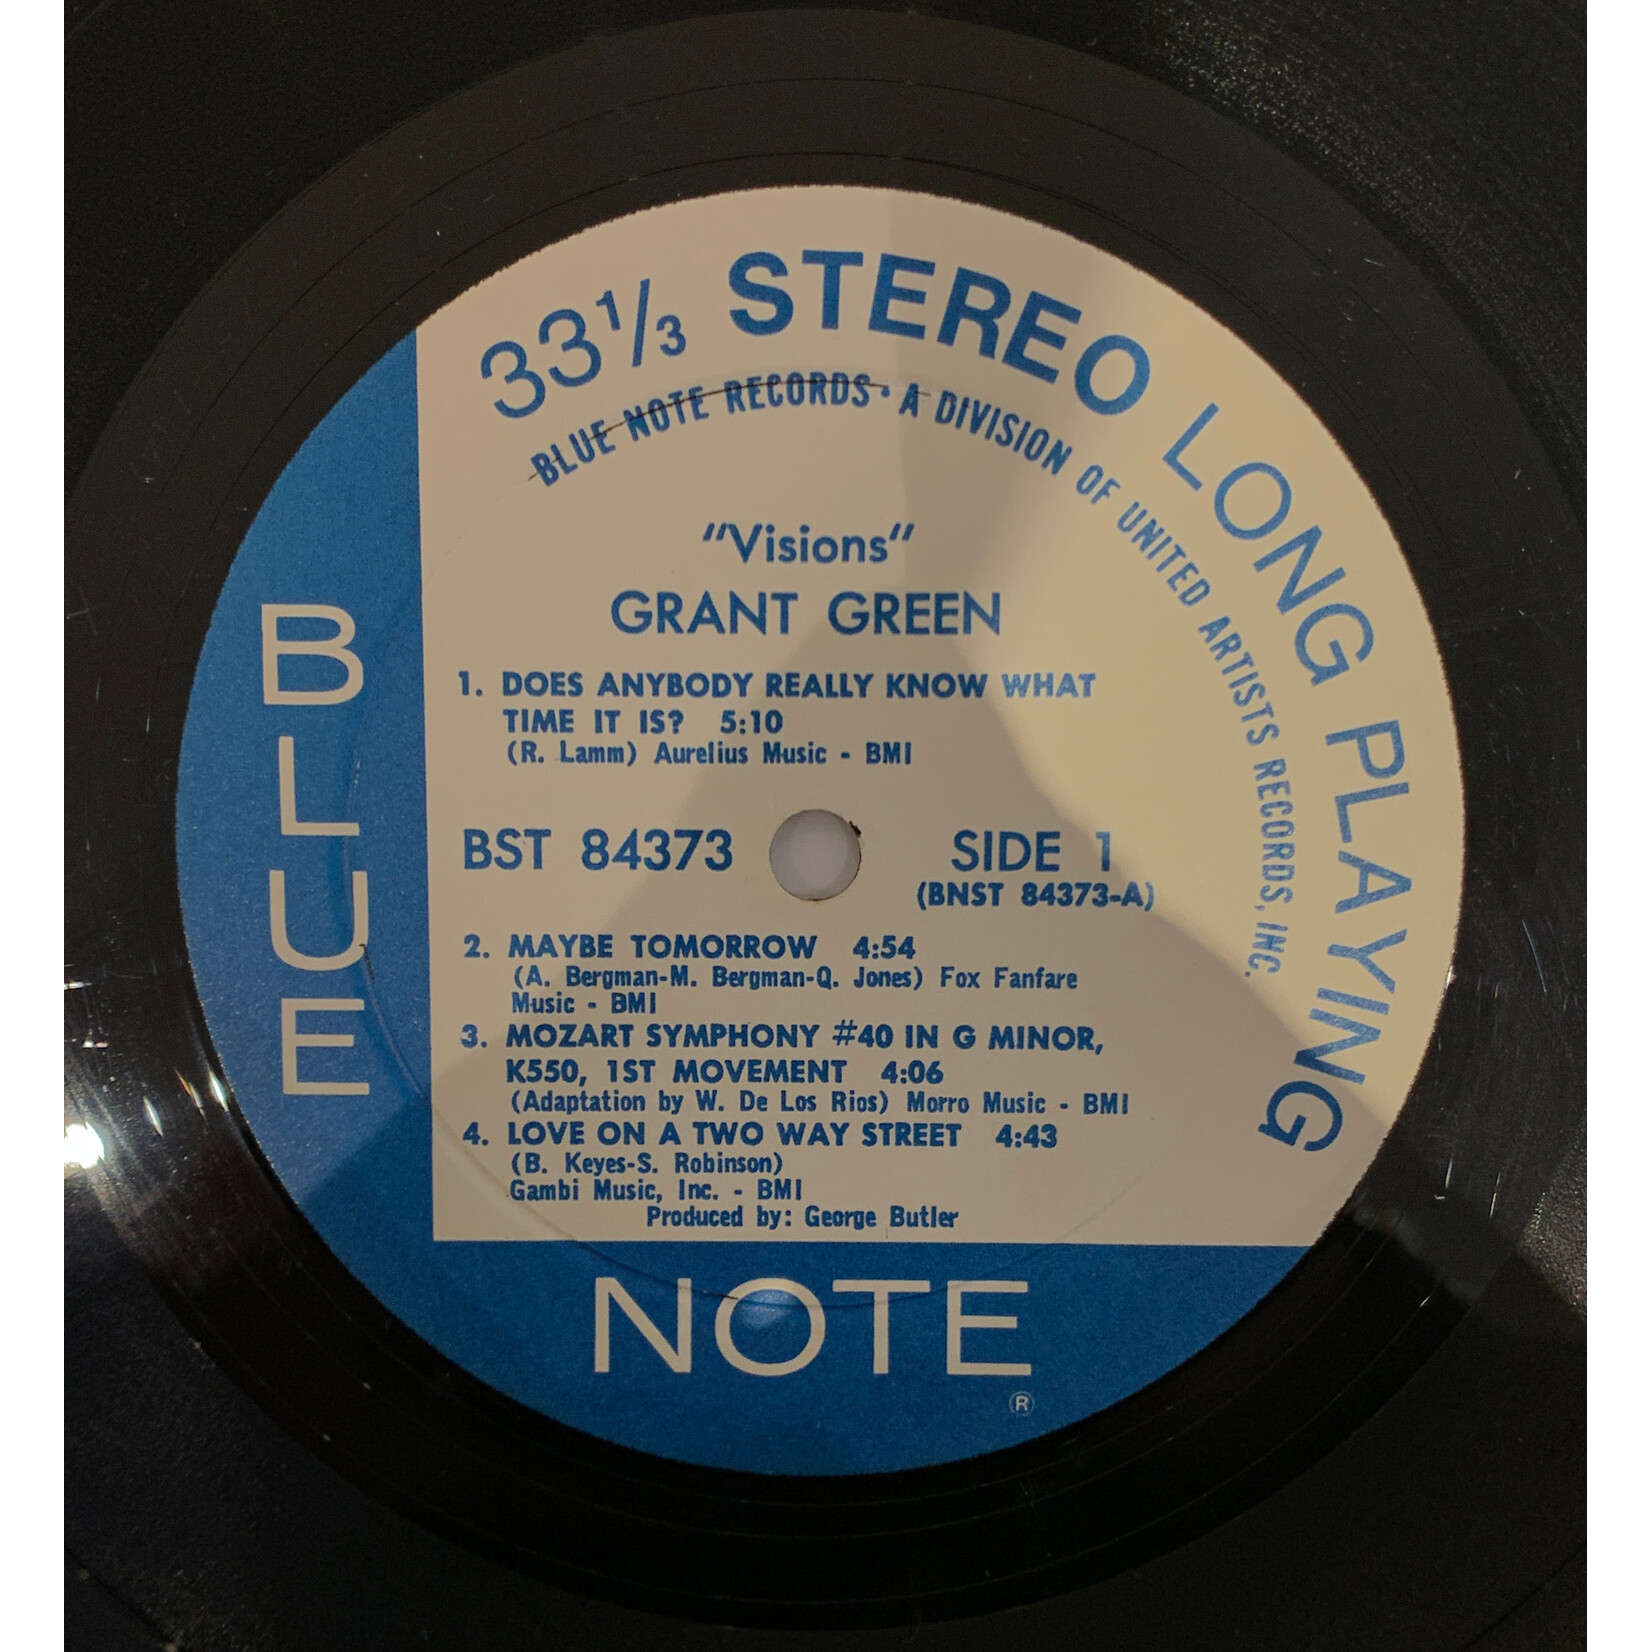 33⅓ STEREO LONG PLAYING
BLUE NOTE RECORDS · A DIVISION OF UNITED ARTISTS RECORDS, INC.
"Visions"
GRANT GREEN
1. DOES ANYBODY REALLY KNOW WHAT
TIME IT IS? 5:10
(R. Lamm) Aurelius Music - BMI
BST 84373 SIDE 1
(BNST 84373-A)
2. MAYBE TOMORROW 4:54
(A. Bergman-M. Bergman-Q. Jones) Fox Fanfare
Music - BMI
3. MOZART SYMPHONY #40 IN G MINOR,
K550, 1ST MOVEMENT 4:06
(Adaptation by W. De Los Rios) Morro Music - BMI
4. LOVE ON A TWO WAY STREET 4:43
(B. Keyes-S. Robinson)
Gambi Music, Inc. - BMI
Produced by: George Butler
BLUE
NOTE
®